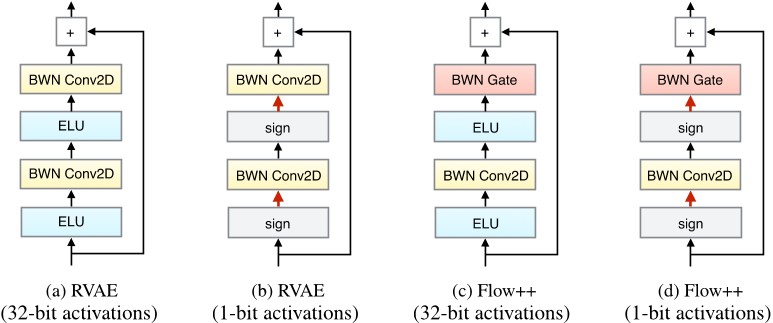 +
BWN Conv2D
ELU
BWN Conv2D
ELU
(a) RVAE
(32-bit activations)
+
BWN Conv2D
sign
BWN Conv2D
sign
(b) RVAE
(1-bit activations)
+
BWN Gate
ELU
BWN Conv2D
ELU
(c) Flow++
(32-bit activations)
+
BWN Gate
sign
BWN Conv2D
sign
(d) Flow++
(1-bit activations)